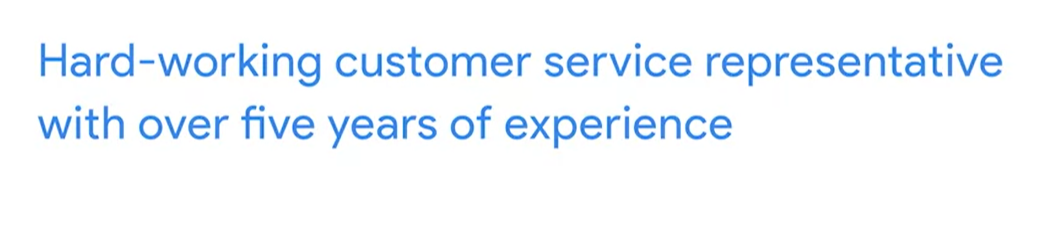 Hard-working customer service representative
with over five years of experience